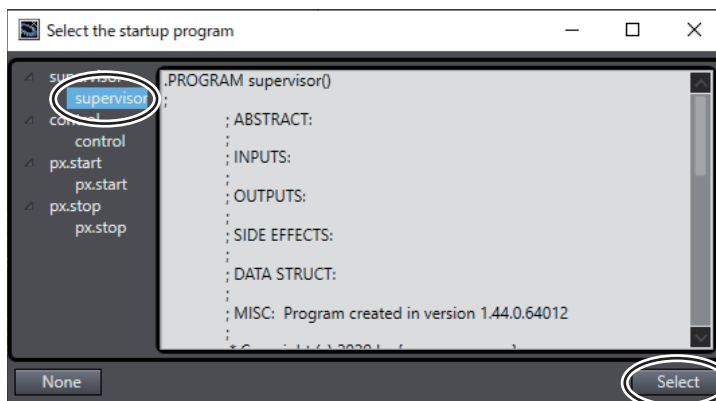 Select the startup program
supervisor
supervisor
control
control
px.start
px.start
px.stop
px.stop
.PROGRAM supervisor()
;
; ABSTRACT:
;
; INPUTS:
;
; OUTPUTS:
;
; SIDE EFFECTS:
;
; DATA STRUCT:
;
; MISC: Program created in version 1.44.0.64012
;
None
Select